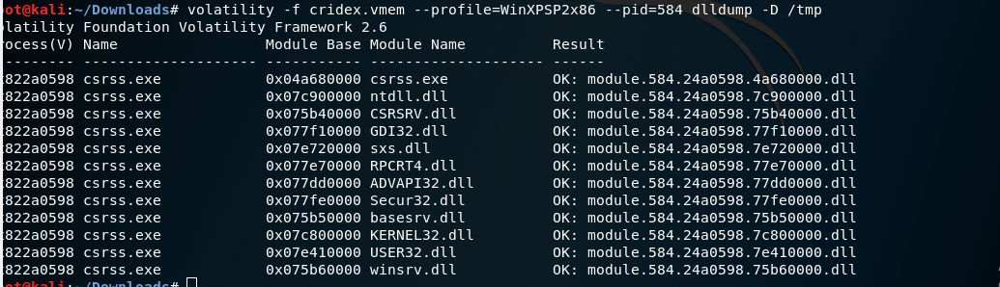 ot@kali:~/Downloads# volatility -f cridex.vmem --profile=WinXPSP2x86 --pid=584 dlldump -D /tmp
olatility Foundation Volatility Framework 2.6
rocess(V) Name                 Module Base Module Name          Result
--------- -------------------- ----------- -------------------- ------
822a0598 csrss.exe            0x04a680000 csrss.exe            OK: module.584.24a0598.4a680000.dll
822a0598 csrss.exe            0x07c900000 ntdll.dll            OK: module.584.24a0598.7c900000.dll
822a0598 csrss.exe            0x075b40000 CSRSRV.dll           OK: module.584.24a0598.75b40000.dll
822a0598 csrss.exe            0x077f10000 GDI32.dll            OK: module.584.24a0598.77f10000.dll
822a0598 csrss.exe            0x07e720000 sxs.dll              OK: module.584.24a0598.7e720000.dll
822a0598 csrss.exe            0x077e70000 RPCRT4.dll           OK: module.584.24a0598.77e70000.dll
822a0598 csrss.exe            0x077dd0000 ADVAPI32.dll         OK: module.584.24a0598.77dd0000.dll
822a0598 csrss.exe            0x077fe0000 Secur32.dll          OK: module.584.24a0598.77fe0000.dll
822a0598 csrss.exe            0x075b50000 basesrv.dll          OK: module.584.24a0598.75b50000.dll
822a0598 csrss.exe            0x07c800000 KERNEL32.dll         OK: module.584.24a0598.7c800000.dll
822a0598 csrss.exe            0x07e410000 USER32.dll           OK: module.584.24a0598.7e410000.dll
822a0598 csrss.exe            0x075b60000 winsrv.dll           OK: module.584.24a0598.75b60000.dll
ot@kali:~/Downloads#